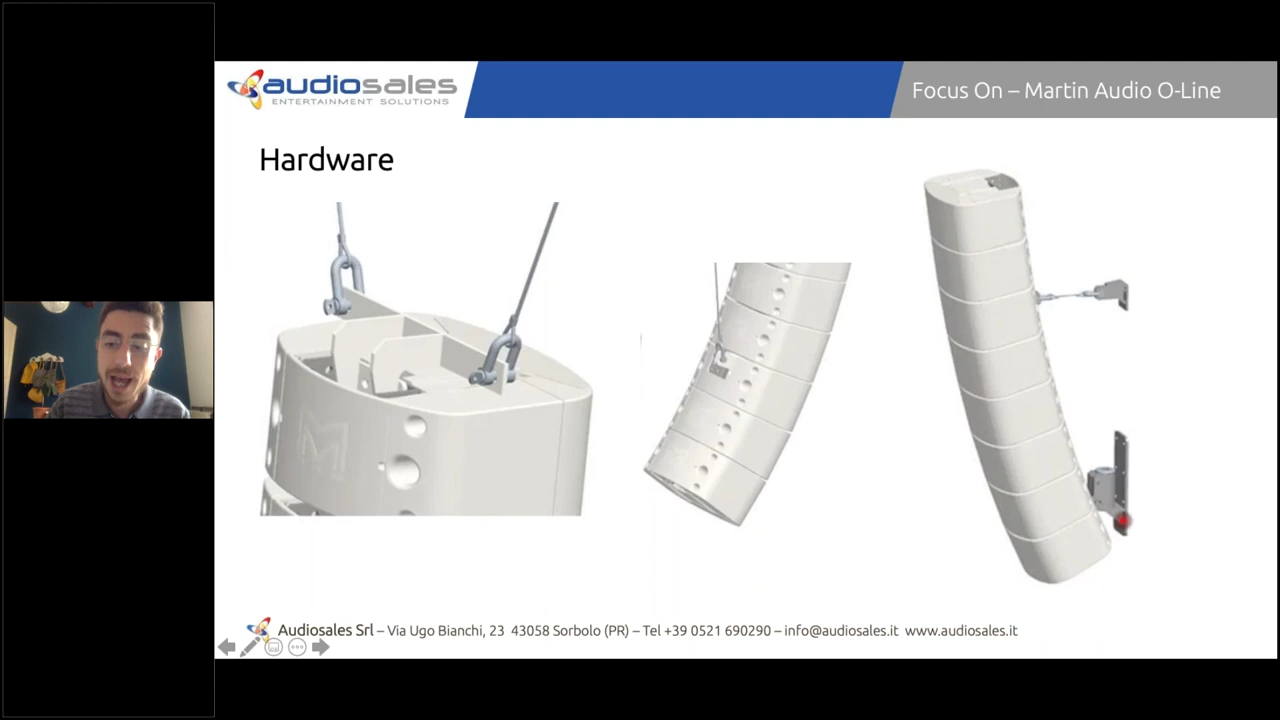 audiosales
ENTERTAINMENT SOLUTIONS
Focus On – Martin Audio O-Line
Hardware
Audiosales Srl – Via Ugo Bianchi, 23 43058 Sorbolo (PR) – Tel +39 0521 690290 – info@audiosales.it www.audiosales.it